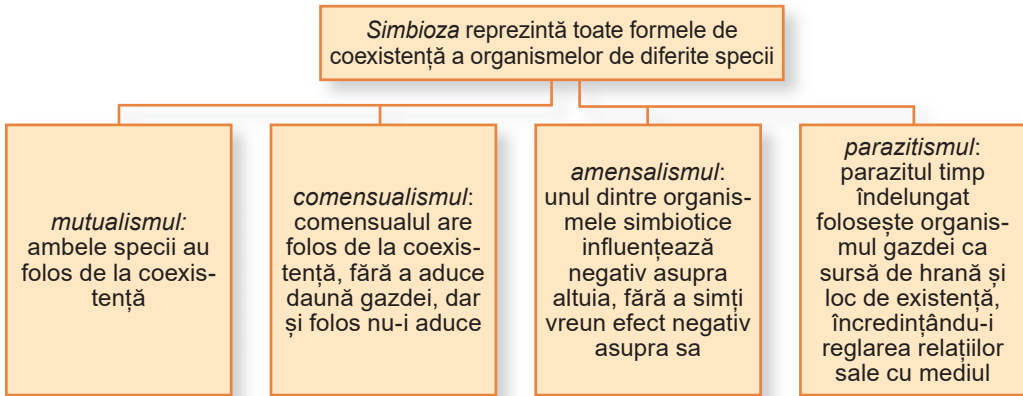 Simbioza reprezintă toate formele de
coexistență a organismelor de diferite specii
mutualismul:
ambele specii au
folos de la coexis-
tență
comensualismul:
comensualul are
folos de la coexis-
tență, fără a aduce
daună gazdei, dar
și folos nu-i aduce
amensalismul:
unul dintre organis-
mele simbiotice
influențează
negativ asupra
altuia, fără a simți
vreun efect negativ
asupra sa
parazitismul:
parazitul timp
îndelungat
folosește organis-
mul gazdei ca
sursă de hrană și
loc de existență,
încredințându-i
reglarea relațiilor
sale cu mediul